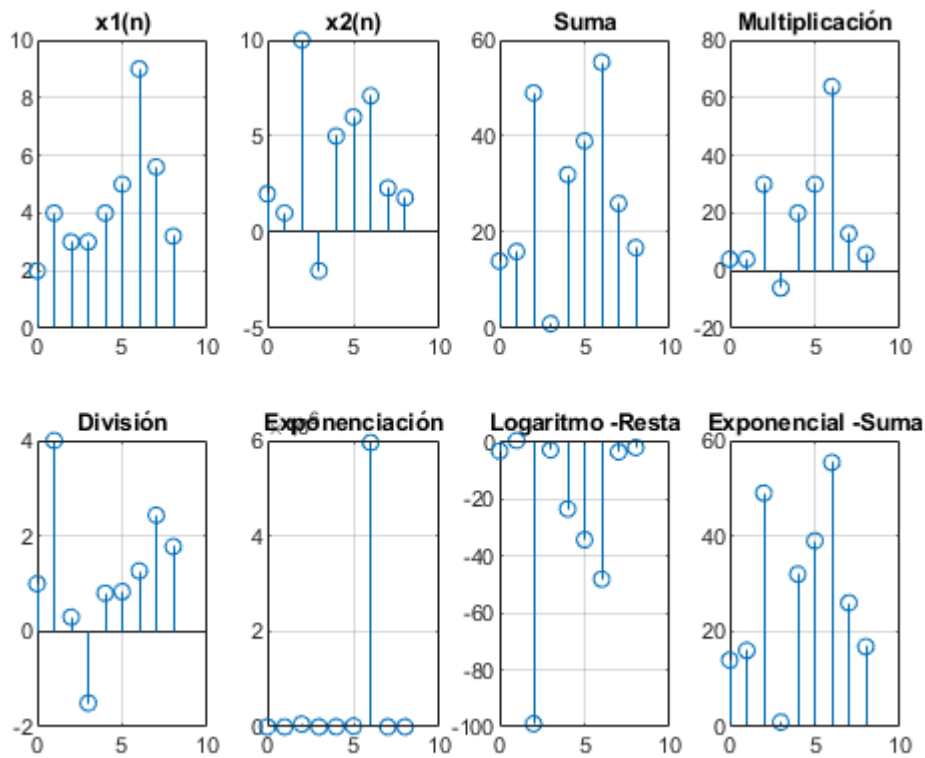 x1(n) x2(n) Suma Multiplicación
10 10 60 80
8 60
5 40
6 40
4 0 20 20
2 0
0 -5 0 -20
0 5 10 0 5 10 0 5 10 0 5 10
División Exponenciación Logaritmo -Resta Exponencial -Suma
4 6 0 60
-20
2 4 40
-40
0 2 -60 20
-80
-2 0 -100 0
0 5 10 0 5 10 0 5 10 0 5 10